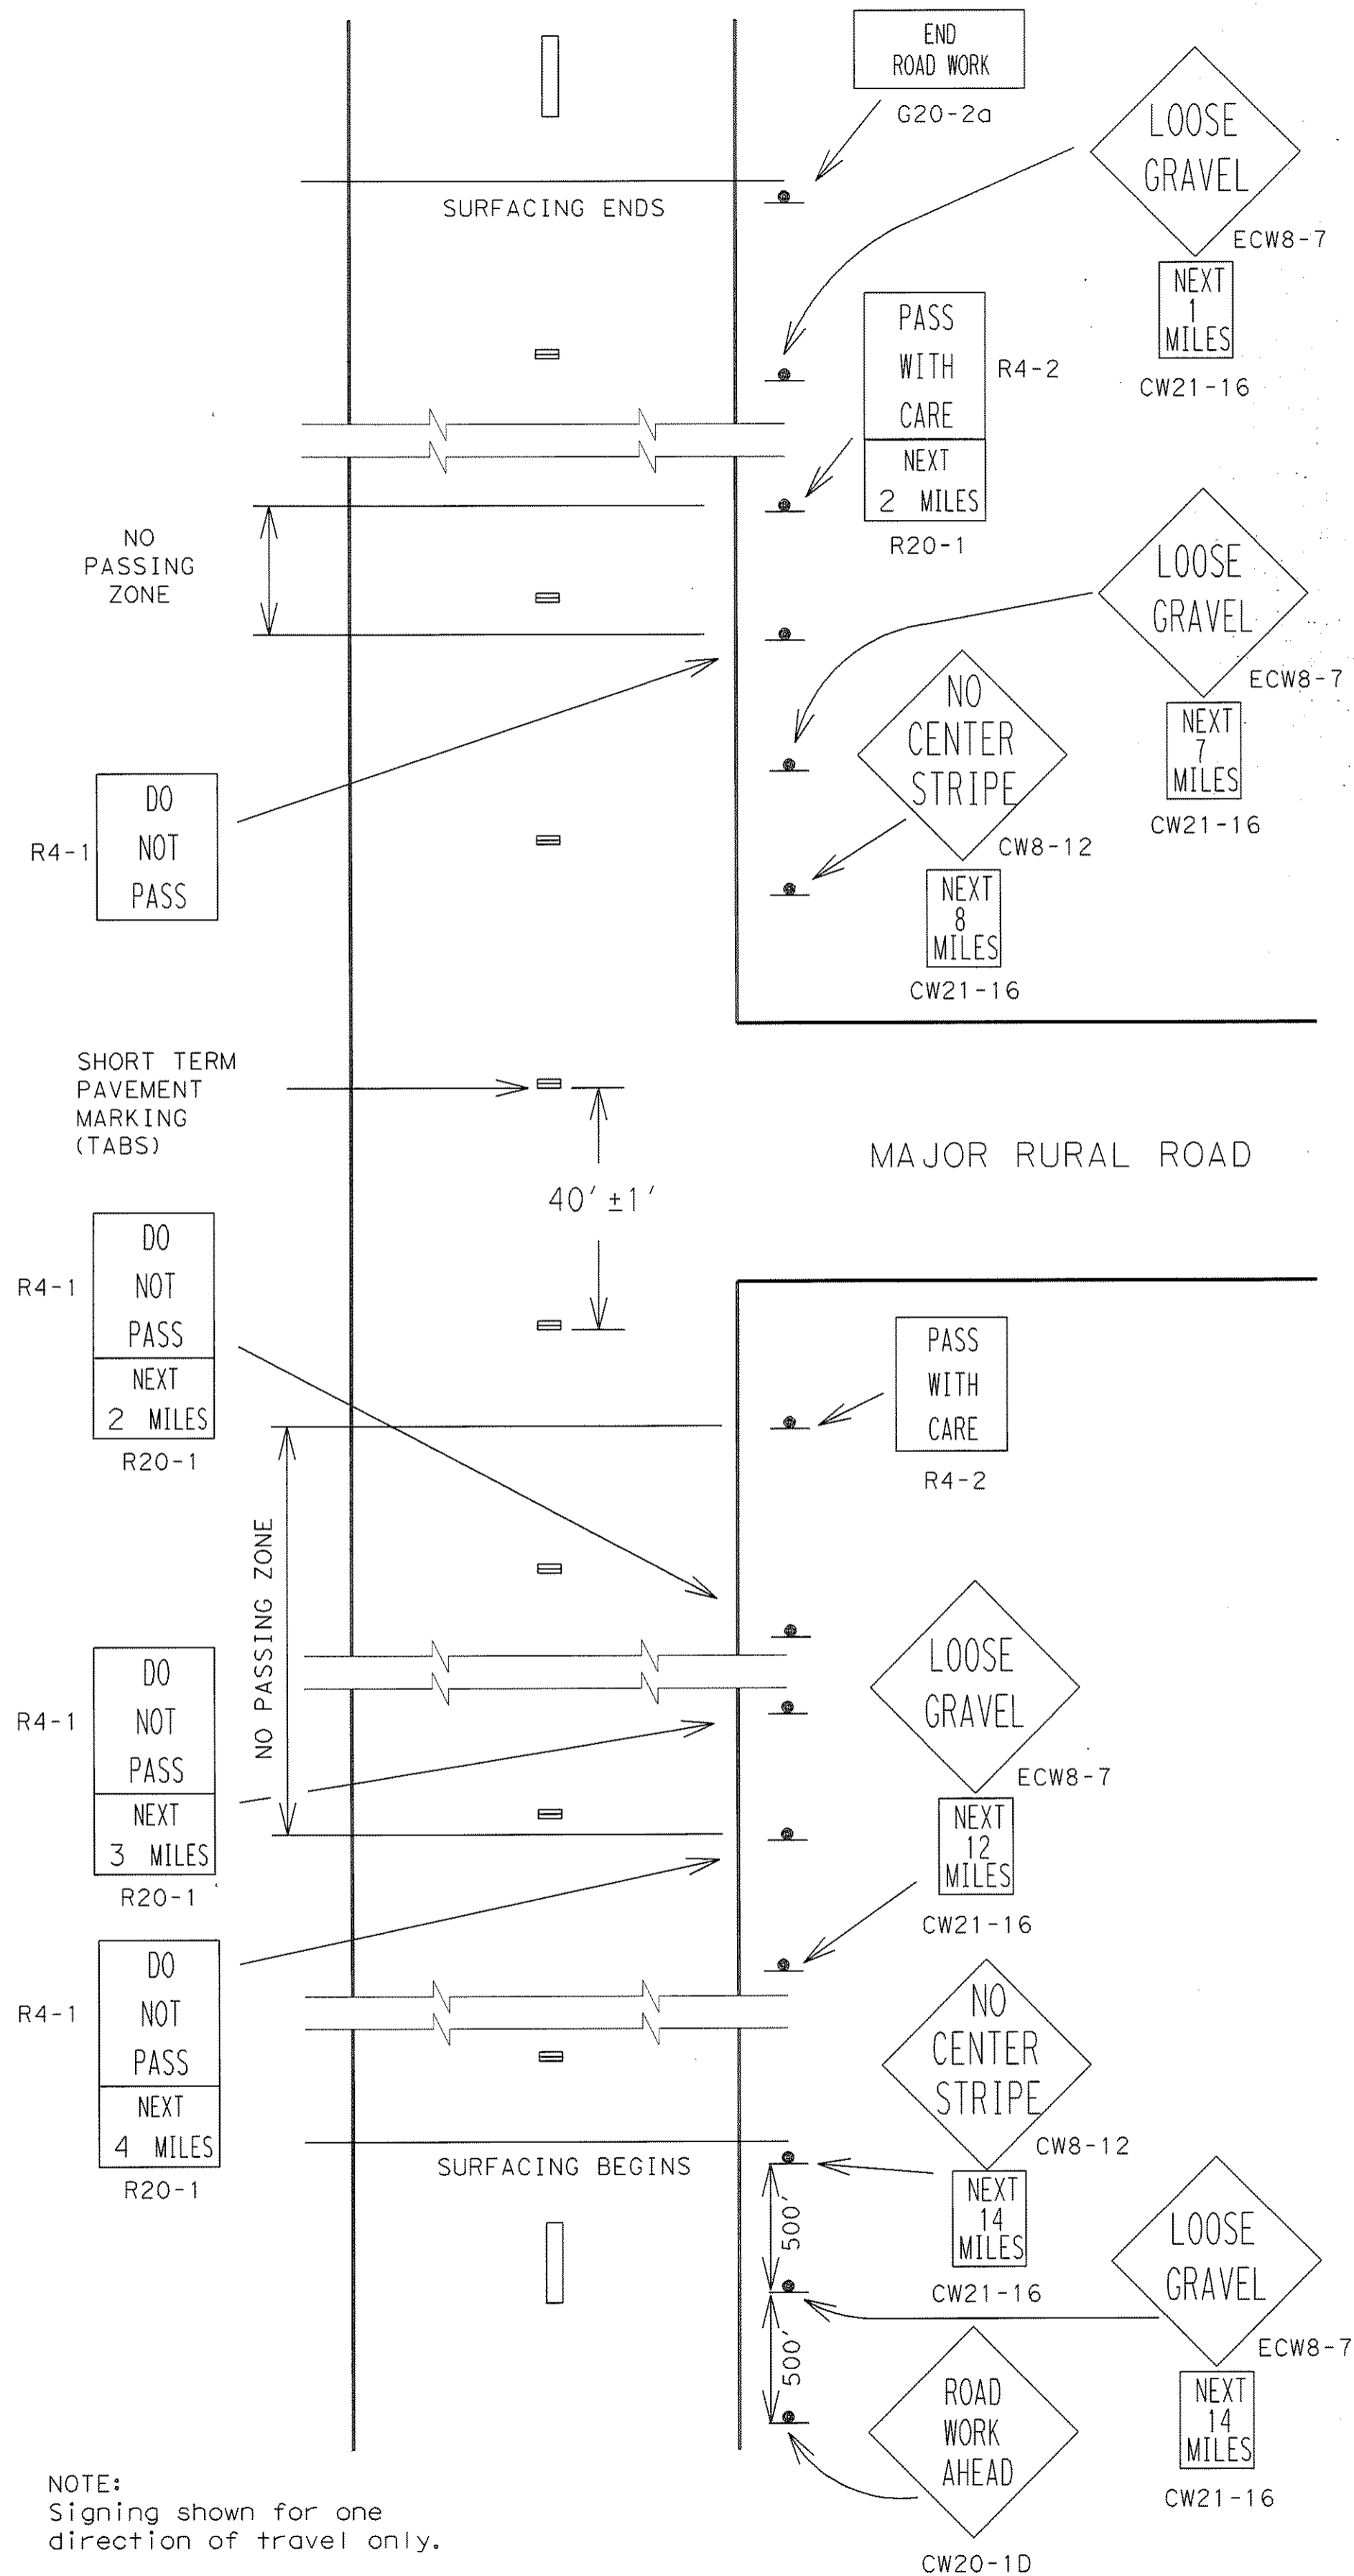 END
ROAD WORK
G20-2a
LOOSE
GRAVEL
ECW8-7
NEXT
1
MILES
CW21-16
SURFACING ENDS
PASS
WITH
CARE
R4-2
NEXT
2 MILES
R20-1
NO
PASSING
ZONE
LOOSE
GRAVEL
ECW8-7
NEXT
7
MILES
CW21-16
NO
CENTER
STRIPE
CW8-12
NEXT
8
MILES
CW21-16
R4-1
DO
NOT
PASS
SHORT TERM
PAVEMENT
MARKING
(TABS)
MAJOR RURAL ROAD
40' ±1'
R4-1
DO
NOT
PASS
NEXT
2 MILES
R20-1
PASS
WITH
CARE
R4-2
NO PASSING ZONE
LOOSE
GRAVEL
ECW8-7
NEXT
12
MILES
CW21-16
R4-1
DO
NOT
PASS
NEXT
3 MILES
R20-1
R4-1
DO
NOT
PASS
NEXT
4 MILES
R20-1
NO
CENTER
STRIPE
CW8-12
NEXT
14
MILES
CW21-16
SURFACING BEGINS
500'
500'
LOOSE
GRAVEL
ECW8-7
NEXT
14
MILES
CW21-16
ROAD
WORK
AHEAD
CW20-1D
NOTE:
Signing shown for one
direction of travel only.